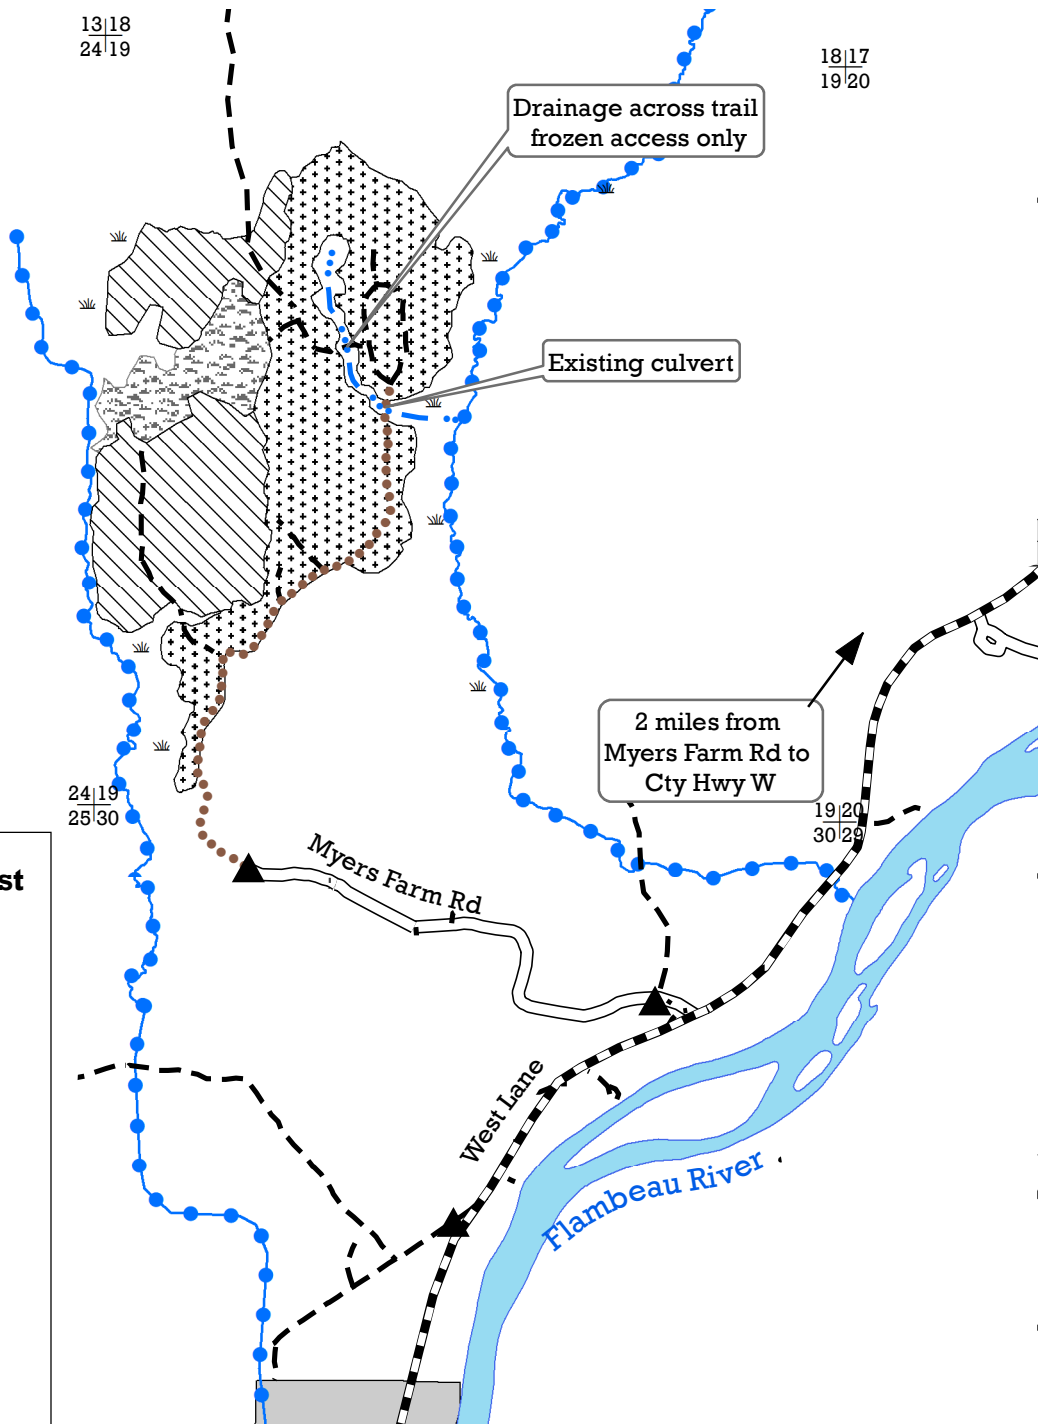 13|18
24|19
18|17
19|20
Drainage across trail
frozen access only
Existing culvert
2 miles from
Myers Farm Rd to
Cty Hwy W
24|19
25|30
19|20
30|29
st
Myers Farm Rd
West Lane
Flambeau River